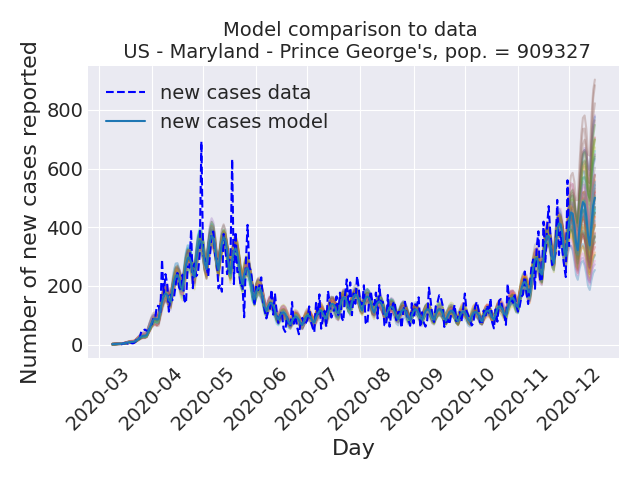 Model comparison to data
US - Maryland - Prince George's, pop. = 909327
Number of new cases reported
new cases data
new cases model
800
600
400
200
0
2020-03
2020-04
2020-05
2020-06
2020-07
2020-08
2020-09
2020-10
2020-11
2020-12
Day